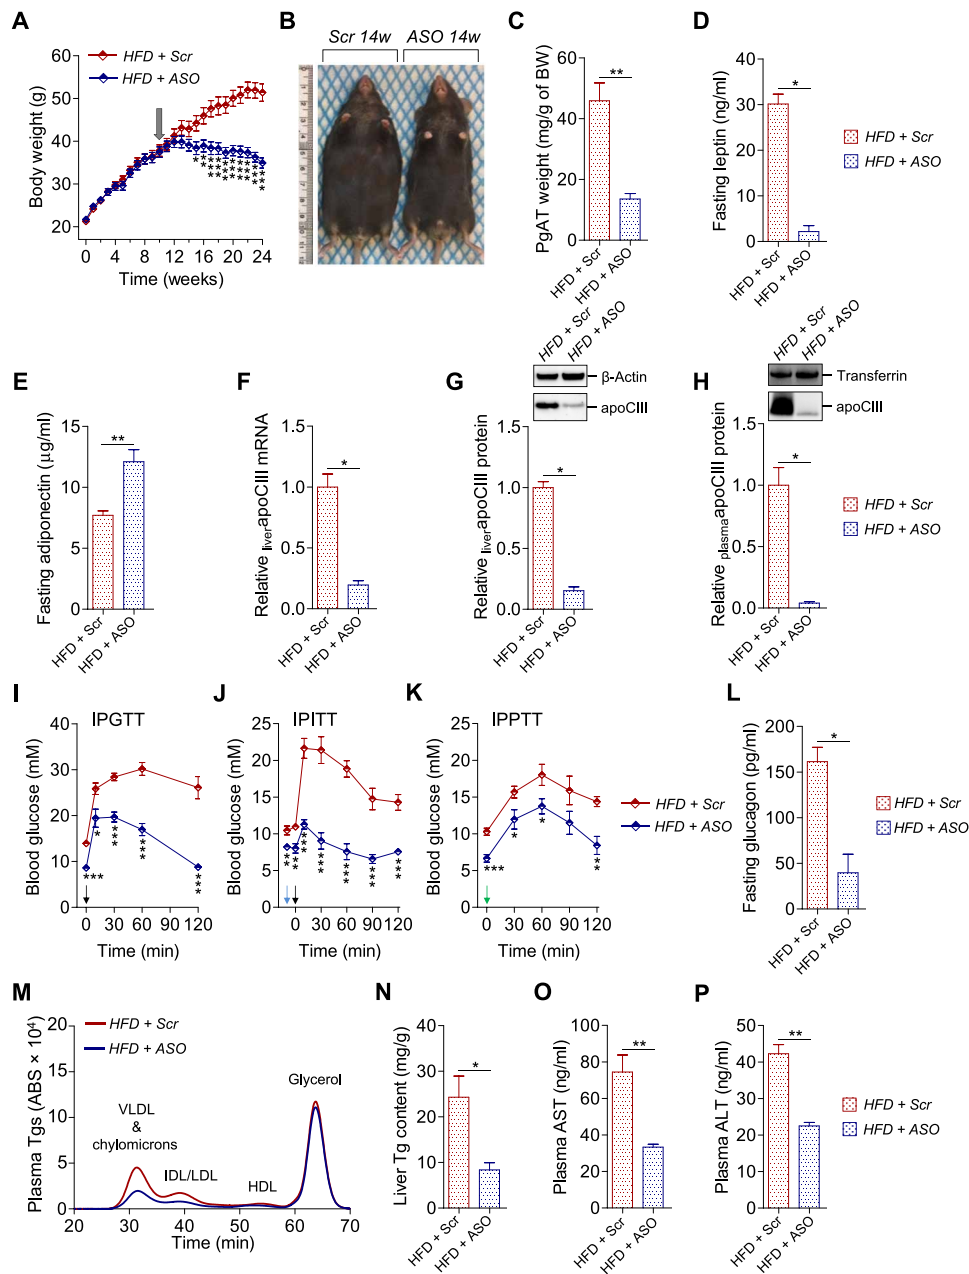 A
HFD + Scr
HFD + ASO
Body weight (g)
60
50
40
30
20
0 4 8 12 16 20 24
Time (weeks)
*
**
***
B
Scr 14w
ASO 14w
C
PgAT weight (mg/g of BW)
60
40
20
0
**
HFD + Scr
HFD + ASO
D
Fasting leptin (ng/ml)
40
30
20
10
0
*
HFD + Scr
HFD + ASO
HFD + Scr
HFD + ASO
E
Fasting adiponectin (µg/ml)
15
10
5
0
**
HFD + Scr
HFD + ASO
F
Relative liverapoCIII mRNA
1.5
1.0
0.5
0.0
*
HFD + Scr
HFD + ASO
G
HFD + Scr
HFD + ASO
β-Actin
apoCIII
Relative liverapoCIII protein
1.5
1.0
0.5
0.0
*
HFD + Scr
HFD + ASO
H
HFD + Scr
HFD + ASO
Transferrin
apoCIII
Relative plasmaapoCIII protein
1.5
1.0
0.5
0.0
*
HFD + Scr
HFD + ASO
HFD + Scr
HFD + ASO
I
IPGTT
Blood glucose (mM)
40
30
20
10
0
***
*
***
***
***
0 30 60 90 120
Time (min)
J
IPITT
Blood glucose (mM)
25
20
15
10
5
0
**
**
***
***
***
***
***
0 30 60 90 120
Time (min)
K
IPPTT
Blood glucose (mM)
25
20
15
10
5
0
***
*
*
**
0 30 60 90 120
Time (min)
HFD + Scr
HFD + ASO
L
Fasting glucagon (pg/ml)
200
150
100
50
0
*
HFD + Scr
HFD + ASO
HFD + Scr
HFD + ASO
M
HFD + Scr
HFD + ASO
Plasma Tgs (ABS × 10⁴)
20
15
10
5
0
VLDL
&
chylomicrons
IDL/LDL
HDL
Glycerol
20 30 40 50 60 70
Time (min)
N
Liver Tg content (mg/g)
40
30
20
10
0
*
HFD + Scr
HFD + ASO
O
Plasma AST (ng/ml)
100
80
60
40
20
0
**
HFD + Scr
HFD + ASO
P
Plasma ALT (ng/ml)
50
40
30
20
10
0
**
HFD + Scr
HFD + ASO
HFD + Scr
HFD + ASO